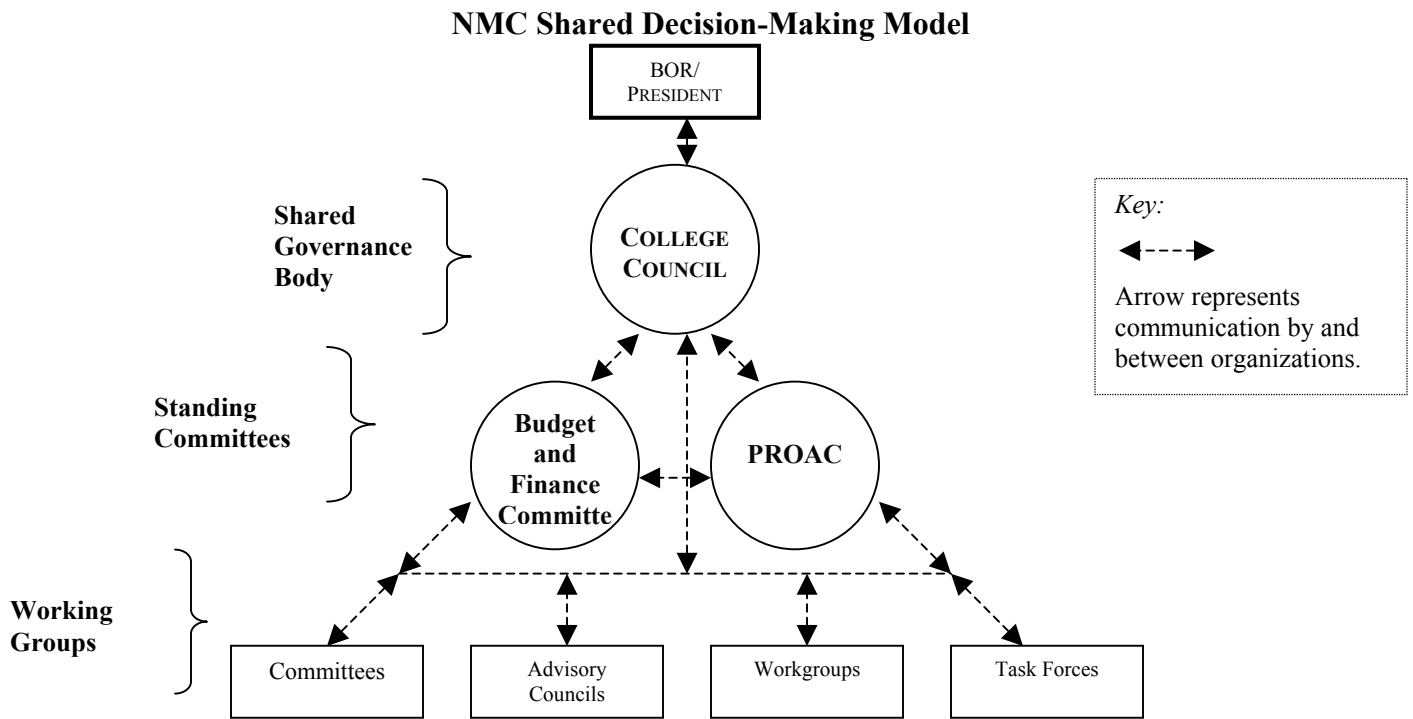 NMC Shared Decision-Making Model
BOR/
PRESIDENT
Shared
Governance
Body
COLLEGE
COUNCIL
Key:
Arrow represents
communication by and
between organizations.
Standing
Committees
Budget
and
Finance
Committe
PROAC
Working
Groups
Committees
Advisory
Councils
Workgroups
Task Forces